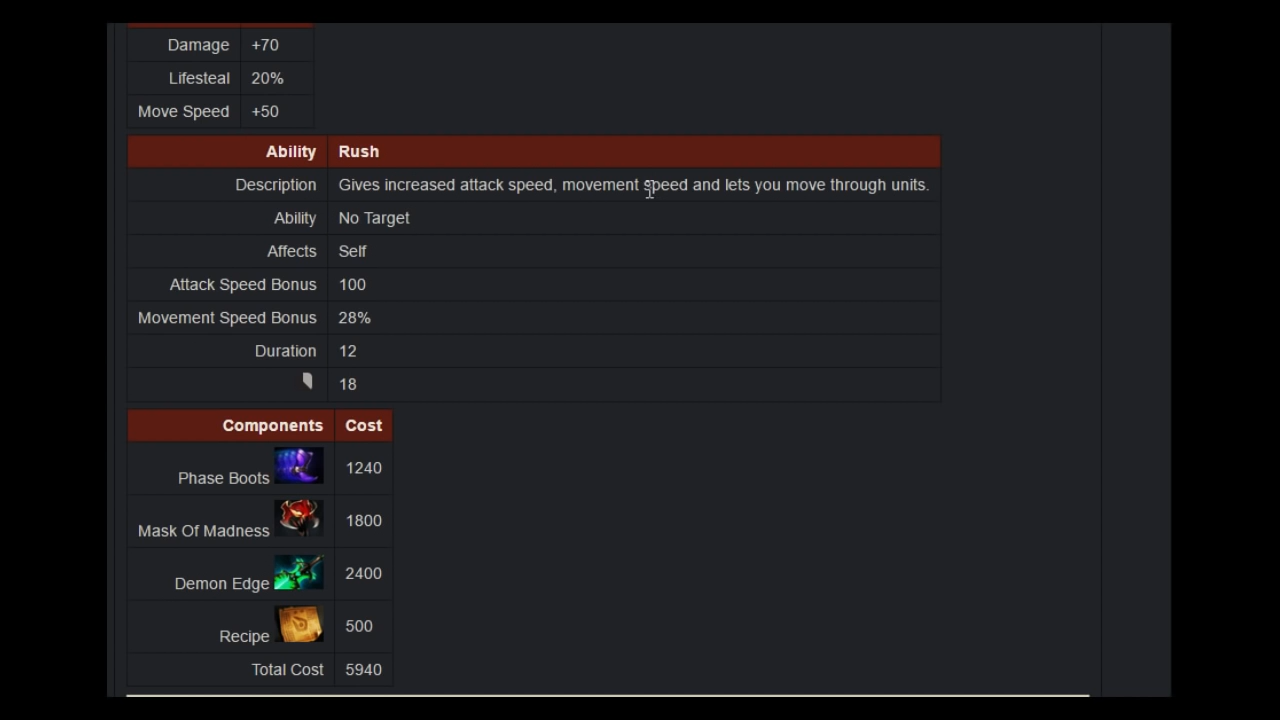 Damage +70
Lifesteal 20%
Move Speed +50
Ability Rush
Description Gives increased attack speed, movement speed and lets you move through units.
Ability No Target
Affects Self
Attack Speed Bonus 100
Movement Speed Bonus 28%
Duration 12
18
Components Cost
Phase Boots 1240
Mask Of Madness 1800
Demon Edge 2400
Recipe 500
Total Cost 5940